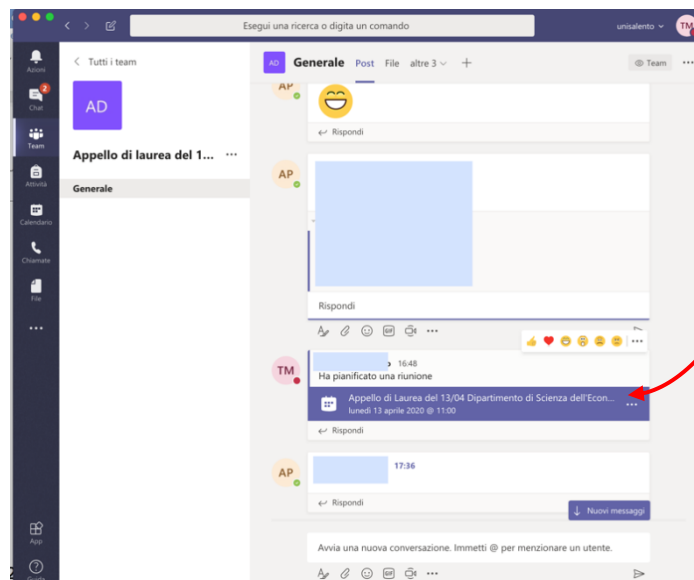 Esegui una ricerca o digita un comando
unisalento
TM
Azioni
2
Chat
Team
Attività
Calendario
Chiamate
File
App
Guida
Tutti i team
AD
Appello di laurea del 1...
Generale
AD Generale Post File altre 3
Team
AP
Rispondi
AP
Rispondi
GIF
TM
16:48
Ha pianificato una riunione
Appello di Laurea del 13/04 Dipartimento di Scienza dell'Econ...
lunedì 13 aprile 2020 @ 11:00
Rispondi
AP
17:36
Rispondi
Nuovi messaggi
Avvia una nuova conversazione. Immetti @ per menzionare un utente.
GIF